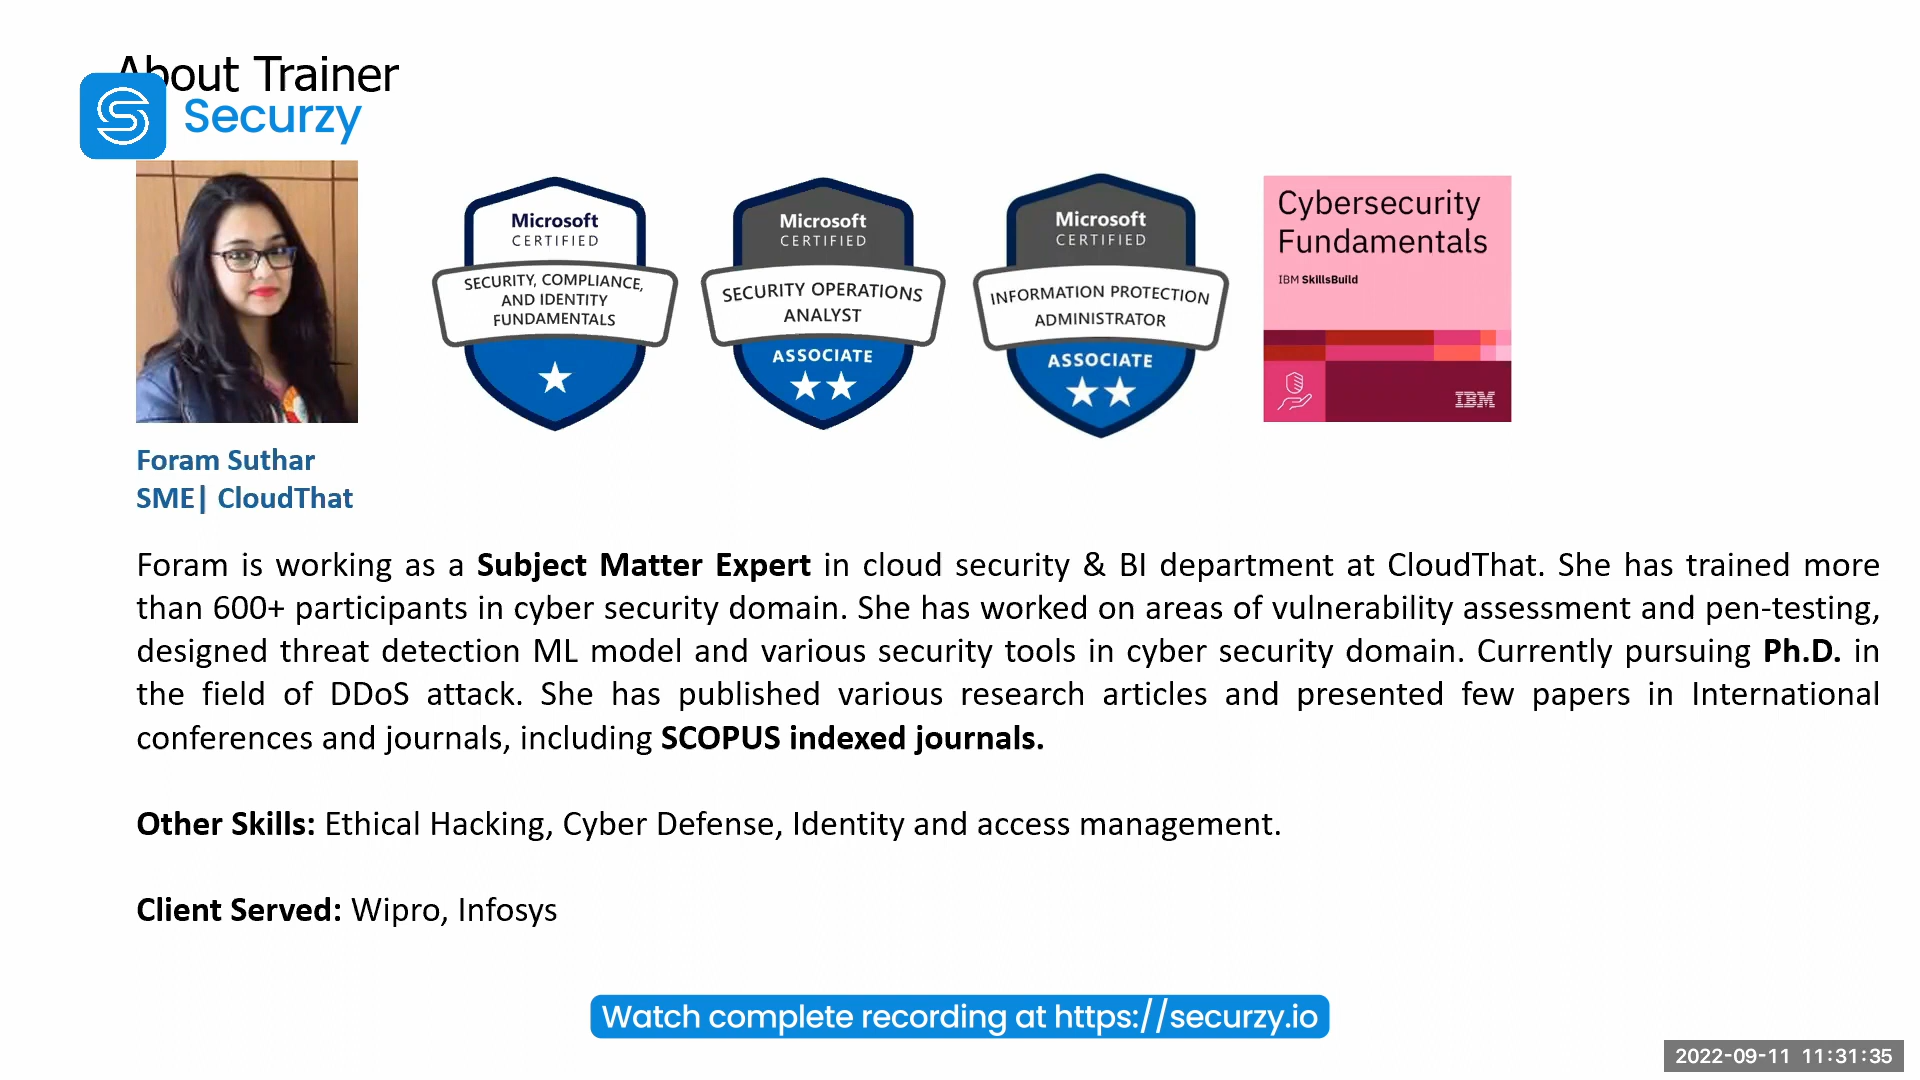 About Trainer
Securzy
Microsoft
CERTIFIED
SECURITY, COMPLIANCE,
AND IDENTITY
FUNDAMENTALS
Microsoft
CERTIFIED
SECURITY OPERATIONS
ANALYST
ASSOCIATE
Microsoft
CERTIFIED
INFORMATION PROTECTION
ADMINISTRATOR
ASSOCIATE
Cybersecurity
Fundamentals
IBM SkillsBuild
IBM
Foram Suthar
SME| CloudThat
Foram is working as a Subject Matter Expert in cloud security & BI department at CloudThat. She has trained more
than 600+ participants in cyber security domain. She has worked on areas of vulnerability assessment and pen-testing,
designed threat detection ML model and various security tools in cyber security domain. Currently pursuing Ph.D. in
the field of DDoS attack. She has published various research articles and presented few papers in International
conferences and journals, including SCOPUS indexed journals.
Other Skills: Ethical Hacking, Cyber Defense, Identity and access management.
Client Served: Wipro, Infosys
Watch complete recording at https://securzy.io
2022-09-11 11:31:35